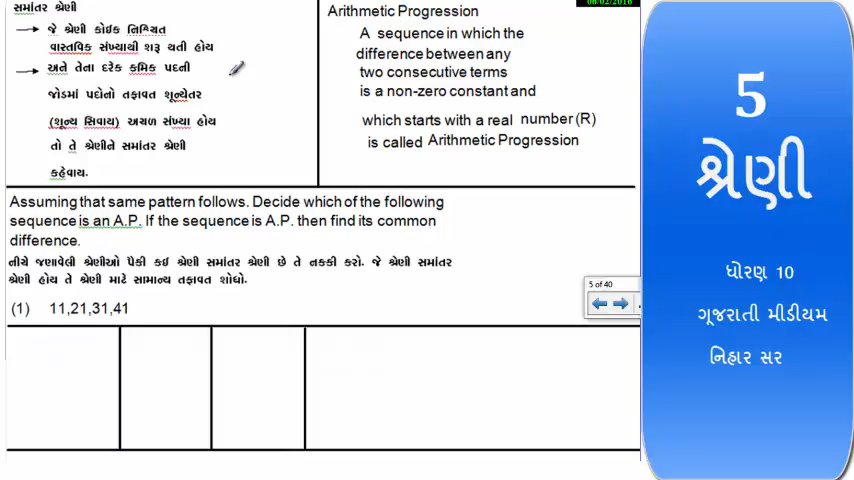 સમાંતર શ્રેણી
જે શ્રેણી કોઈક નિશ્ચિત
વાસ્તવિક સંખ્યાથી શરૂ થતી હોય
અને તેના દરેક ક્રમિક પદની
જોડમાં પદોનો તફાવત શૂન્યેતર
(શૂન્ય સિવાય) અચળ સંખ્યા હોય
તો તે શ્રેણીને સમાંતર શ્રેણી
કહેવાય.
Arithmetic Progression
A sequence in which the
difference between any
two consecutive terms
is a non-zero constant and
which starts with a real number (R)
is called Arithmetic Progression
06/02/2016
Assuming that same pattern follows. Decide which of the following
sequence is an A.P. If the sequence is A.P. then find its common
difference.
નીચે જણાવેલી શ્રેણીઓ પૈકી કઈ શ્રેણી સમાંતર શ્રેણી છે તે નક્કી કરો. જે શ્રેણી સમાંતર
શ્રેણી હોય તે શ્રેણી માટે સામાન્ય તફાવત શોધો.
(1) 11,21,31,41
5 of 40
5
શ્રેણી
ધોરણ 10
ગૂજરાતી મીડીયમ
નિહાર સર